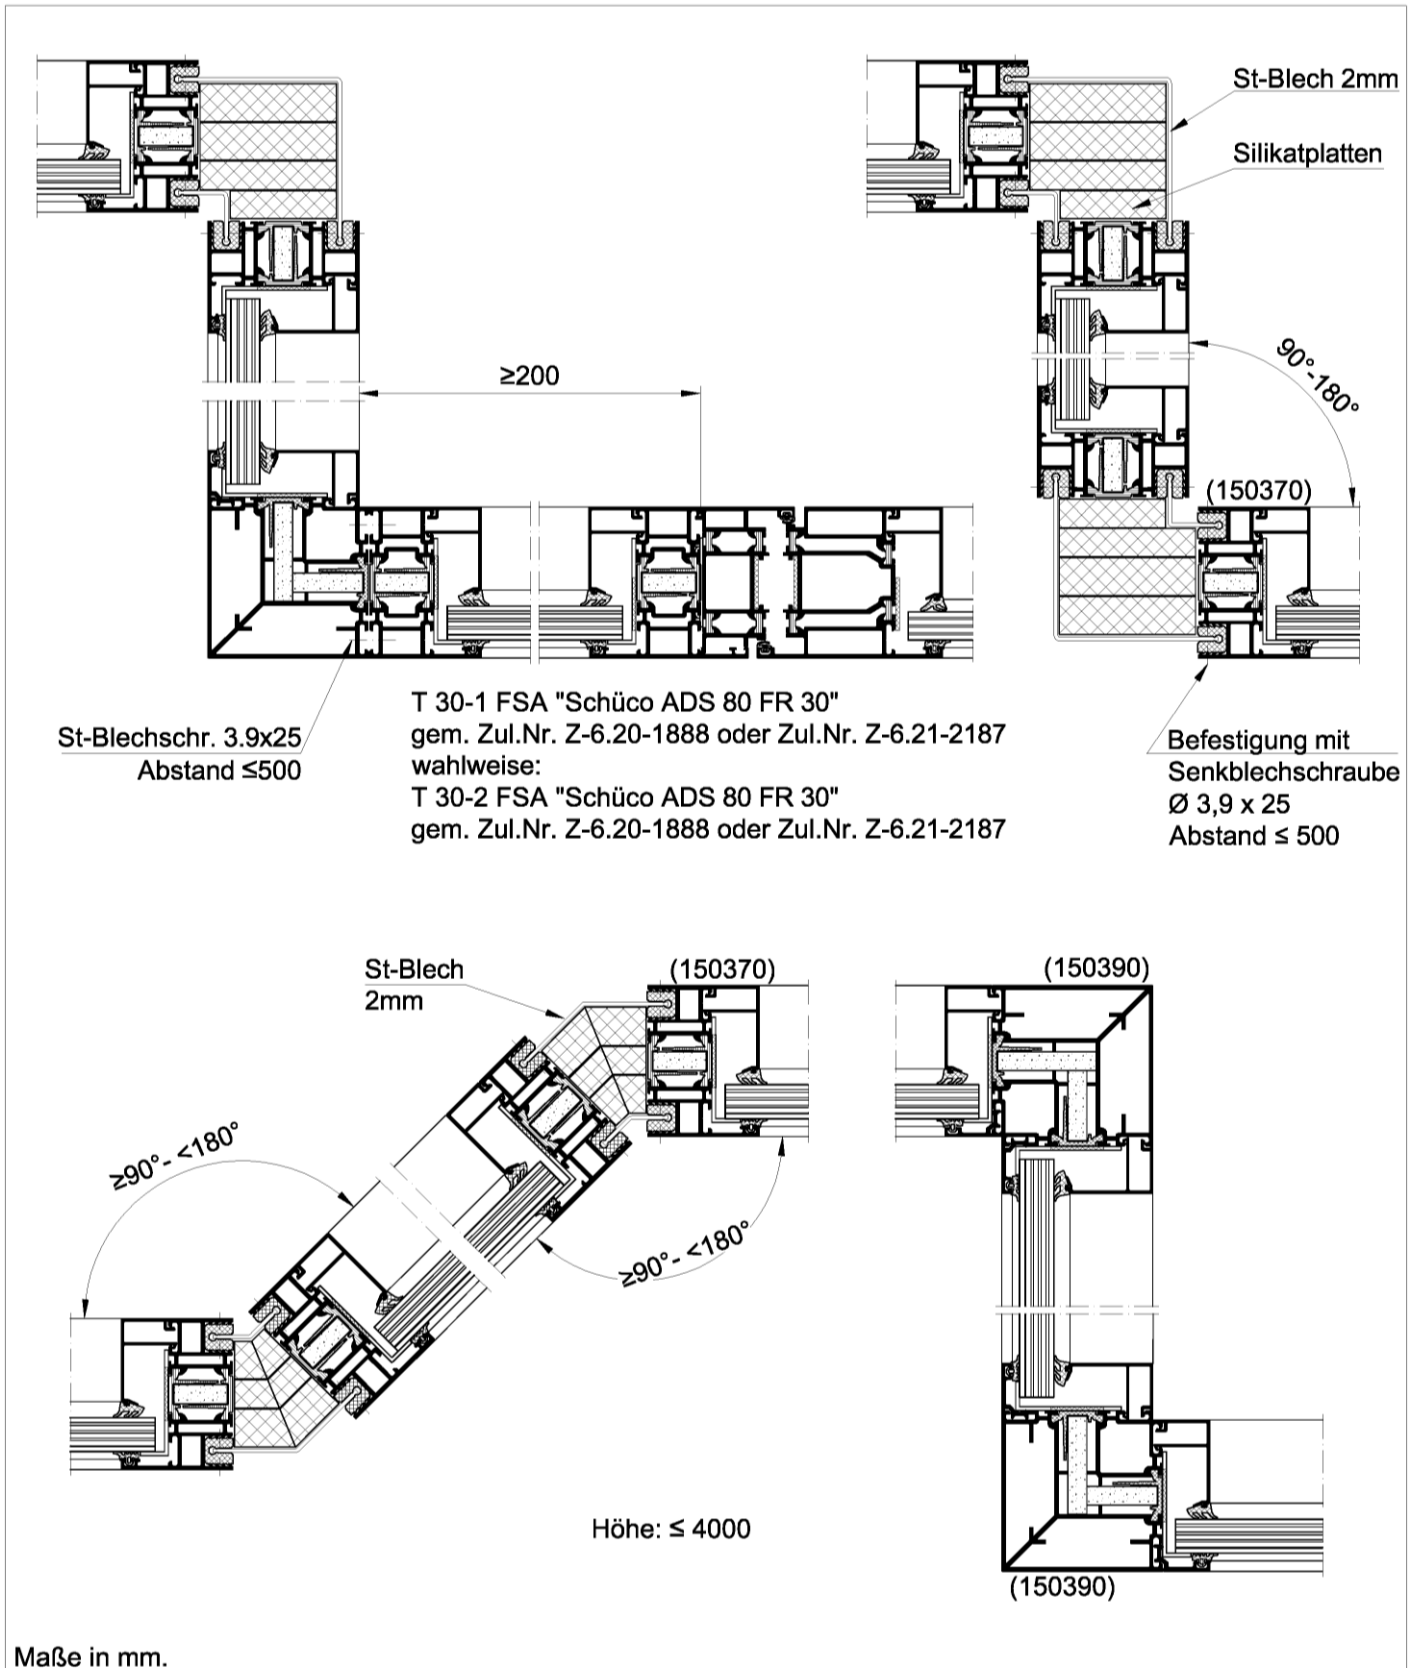 St-Blech 2mm
Silikatplatten
≥200
90°-180°
(150370)
T 30-1 FSA "Schüco ADS 80 FR 30"
gem. Zul.Nr. Z-6.20-1888 oder Zul.Nr. Z-6.21-2187
wahlweise:
T 30-2 FSA "Schüco ADS 80 FR 30"
gem. Zul.Nr. Z-6.20-1888 oder Zul.Nr. Z-6.21-2187
St-Blechschr. 3.9x25
Abstand ≤500
Befestigung mit
Senkblechschraube
Ø 3,9 x 25
Abstand ≤ 500
St-Blech
2mm
(150370)
(150390)
≥90°- <180°
≥90°- <180°
Höhe: ≤ 4000
(150390)
Maße in mm.